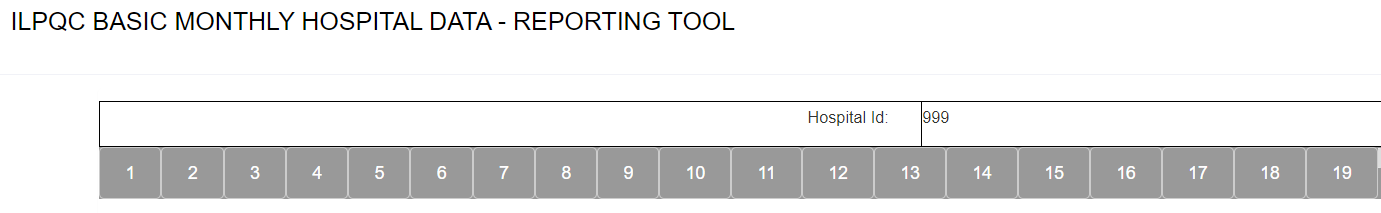 ILPQC BASIC MONTHLY HOSPITAL DATA - REPORTING TOOL
Hospital Id: 999
1 2 3 4 5 6 7 8 9 10 11 12 13 14 15 16 17 18 19